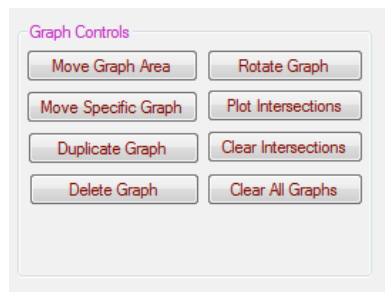 Graph Controls
Move Graph Area
Rotate Graph
Move Specific Graph
Plot Intersections
Duplicate Graph
Clear Intersections
Delete Graph
Clear All Graphs